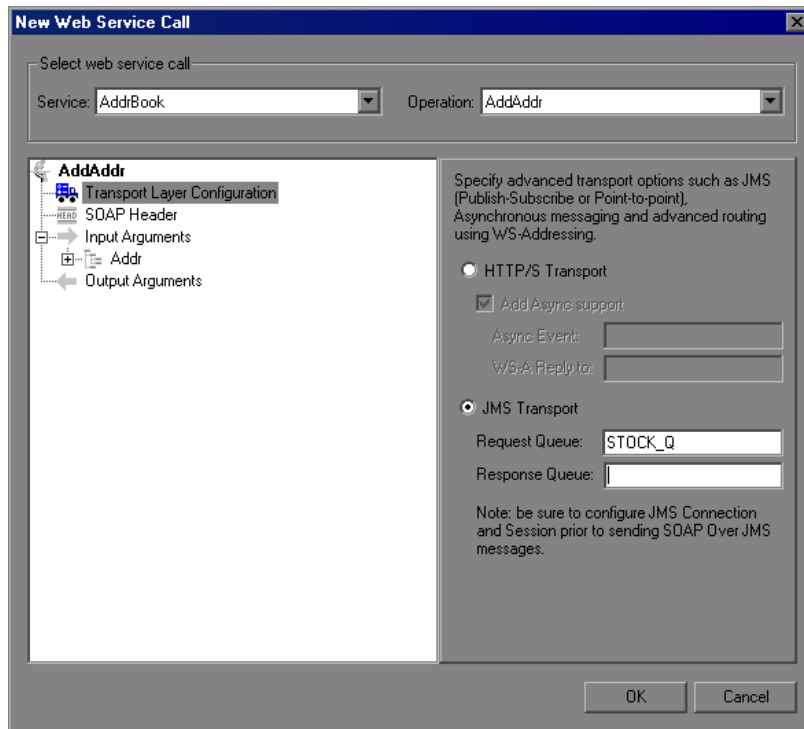 New Web Service Call
Select web service call
Service: AddrBook
Operation: AddAddr
AddAddr
Transport Layer Configuration
HEAD SOAP Header
Input Arguments
Addr
Output Arguments
Specify advanced transport options such as JMS
(Publish-Subscribe or Point-to-point),
Asynchronous messaging and advanced routing
using WS-Addressing.
HTTP/S Transport
Add Async support
Async Event:
WS-A Reply to:
JMS Transport
Request Queue: STOCK_Q
Response Queue:
Note: be sure to configure JMS Connection
and Session prior to sending SOAP Over JMS
messages.
OK
Cancel